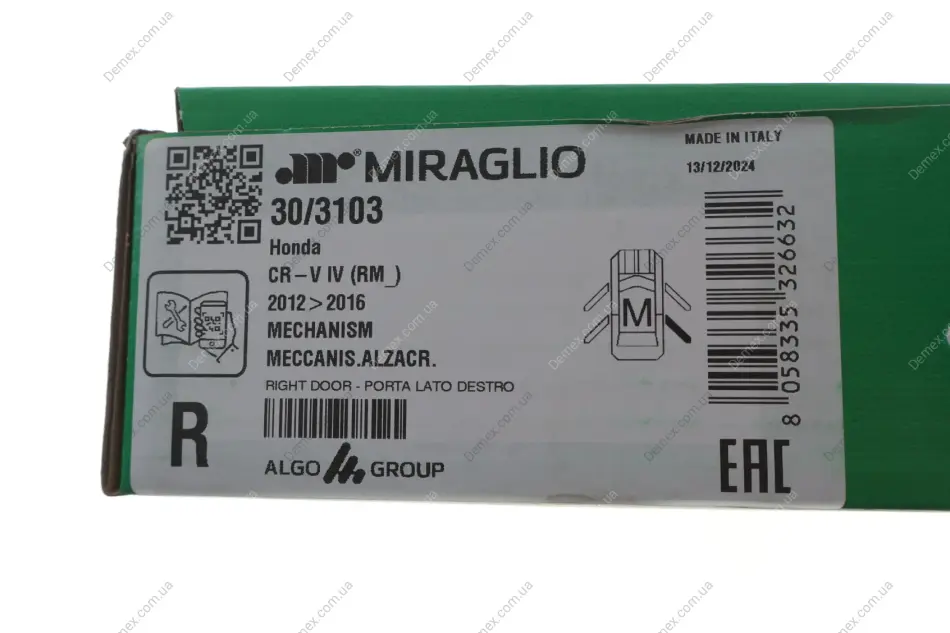 MIRAGLIO
30/3103
Honda
CR-V IV (RM_)
2012 > 2016
MECHANISM
MECCANIS.ALZACR.
RIGHT DOOR - PORTA LATO DESTRO
R
ALGO GROUP
MADE IN ITALY
13/12/2024
M
8 058335 326632
EAC
Demex.com.ua